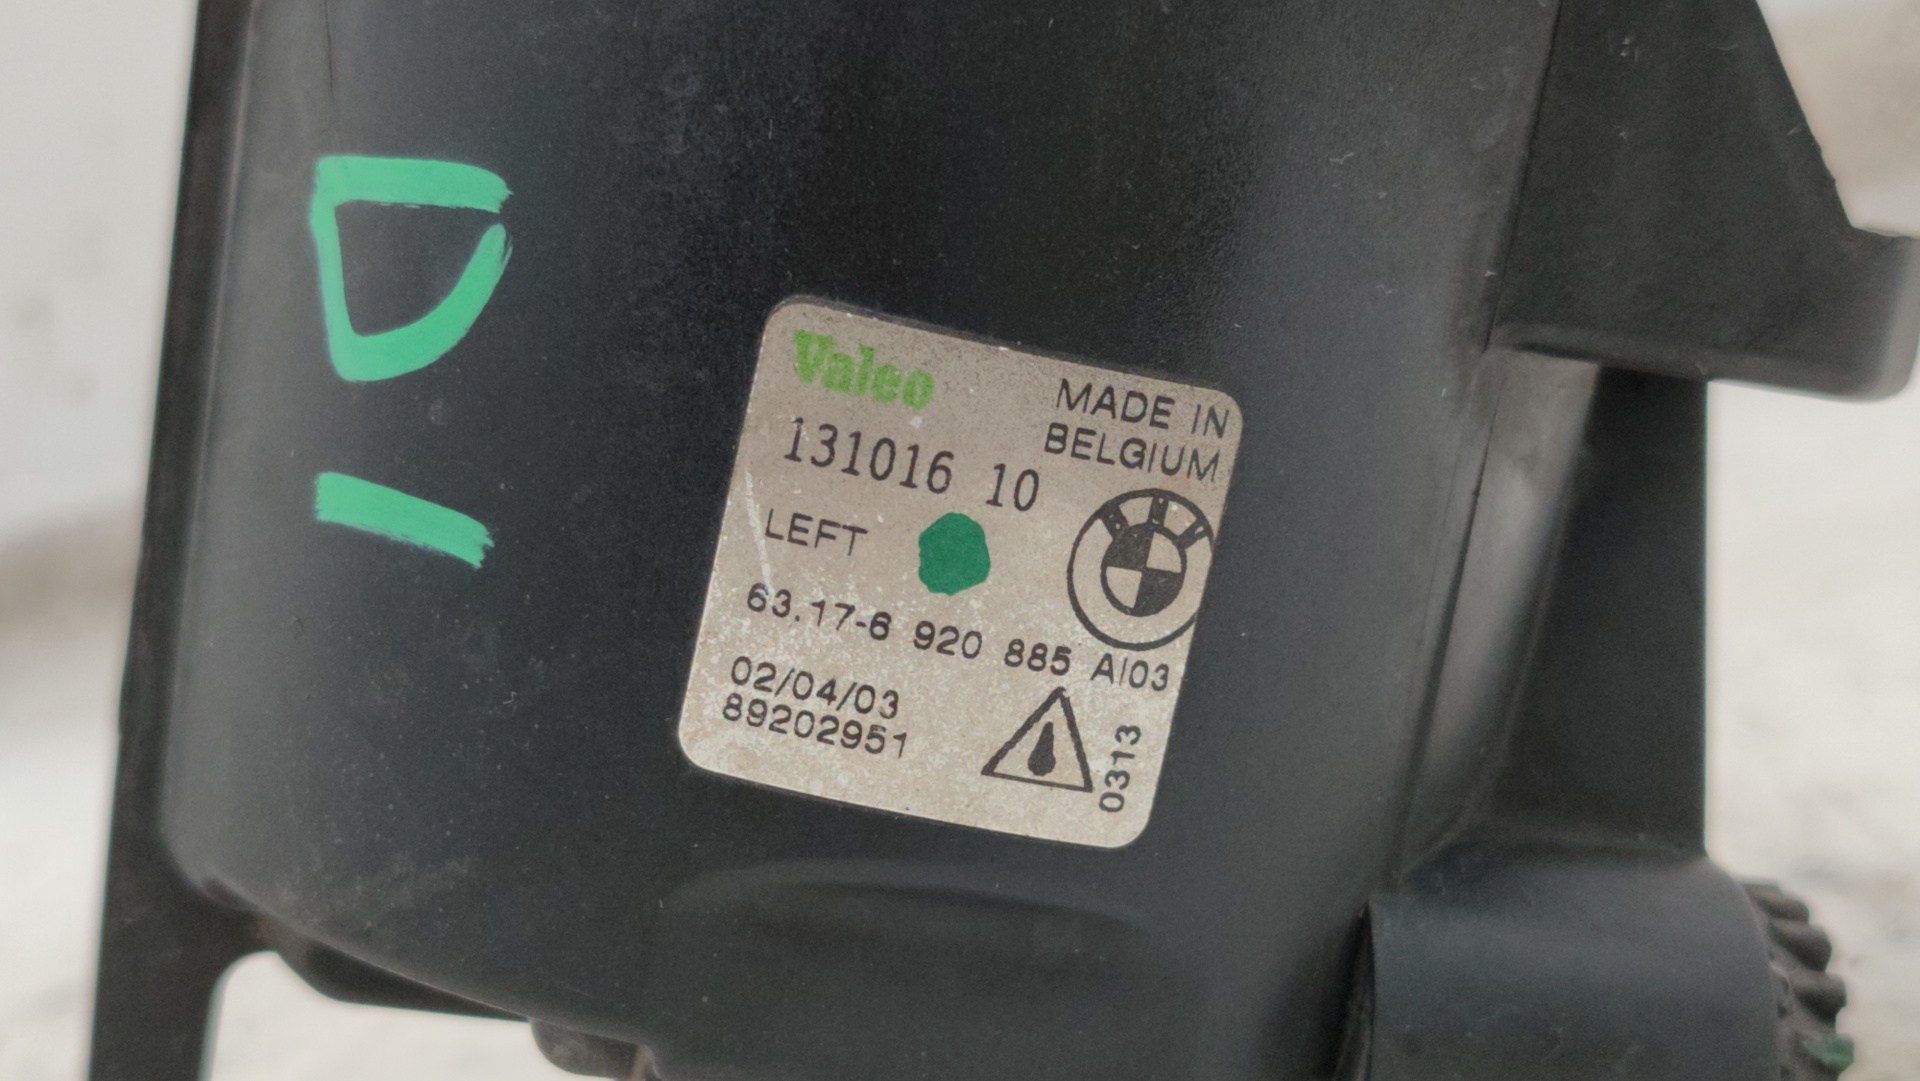 D
Valeo
MADE IN
BELGIUM
131016 10
LEFT
63.17-6 920 885 A/03
02/04/03
89202951
0313